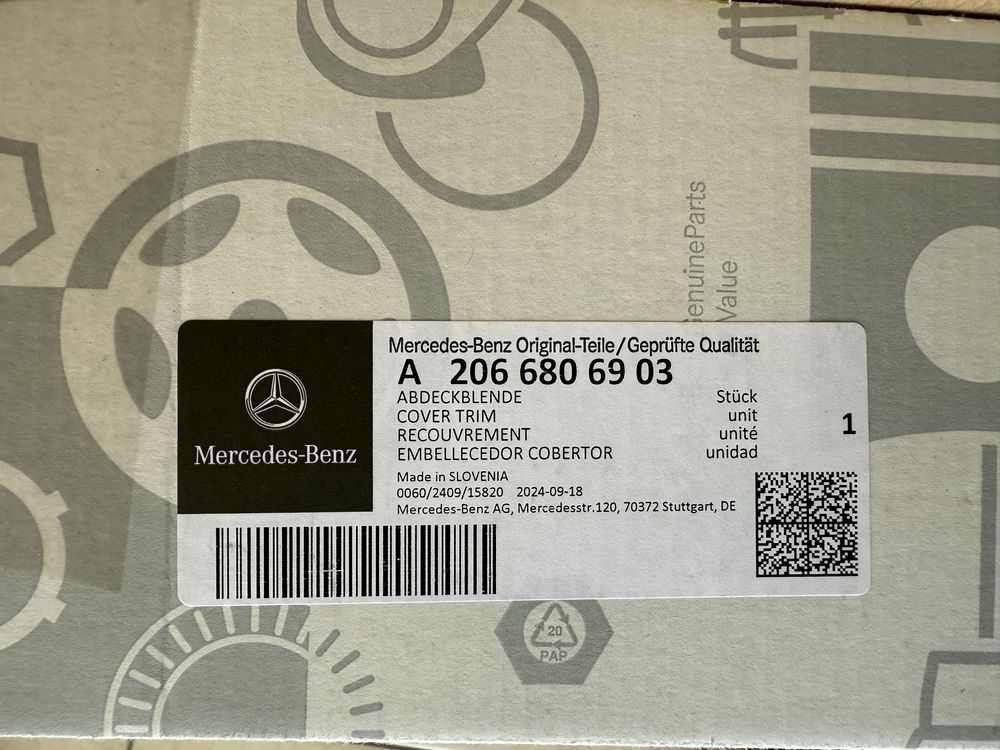 enuineParts
Value
Mercedes-Benz
Mercedes-Benz Original-Teile/Geprüfte Qualität
A 206 680 69 03
ABDECKBLENDE Stück
COVER TRIM unit
RECOUVREMENT unité
EMBELLECEDOR COBERTOR unidad
1
Made in SLOVENIA
0060/2409/15820 2024-09-18
Mercedes-Benz AG, Mercedesstr.120, 70372 Stuttgart, DE
20
PAP